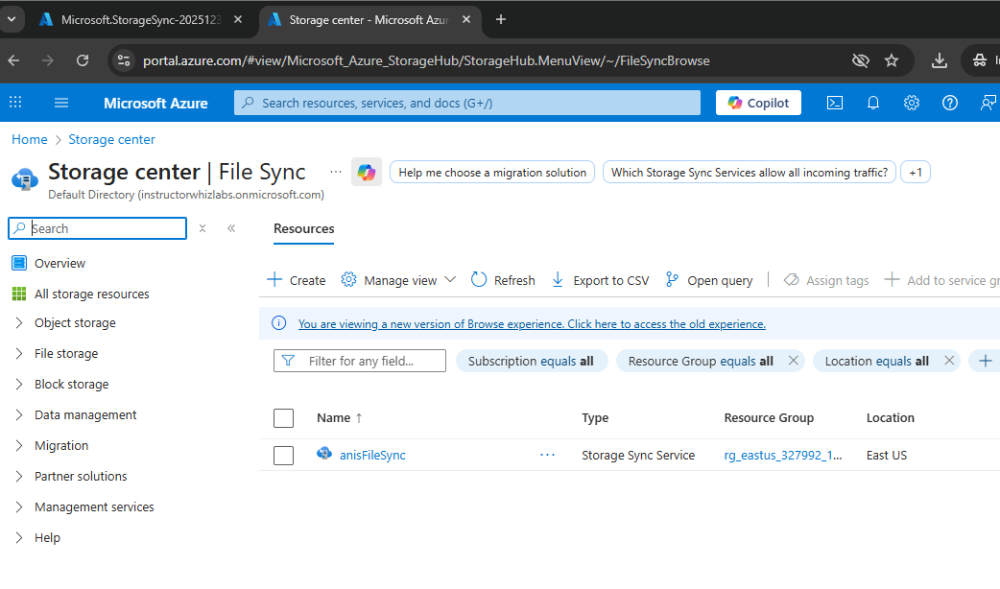 Microsoft.StorageSync-2025123
Storage center - Microsoft Azur
portal.azure.com/#view/Microsoft_Azure_StorageHub/StorageHub.MenuView/~/FileSyncBrowse
Microsoft Azure
Search resources, services, and docs (G+/)
Copilot
Home > Storage center
Storage center | File Sync
...
Help me choose a migration solution
Which Storage Sync Services allow all incoming traffic?
+1
Default Directory (instructorwhizlabs.onmicrosoft.com)
Search
Overview
All storage resources
Object storage
File storage
Block storage
Data management
Migration
Partner solutions
Management services
Help
Resources
Create Manage view Refresh Export to CSV Open query Assign tags Add to service gr
You are viewing a new version of Browse experience. Click here to access the old experience.
Filter for any field... Subscription equals all Resource Group equals all Location equals all
Name ↑ Type Resource Group Location
anisFileSync ... Storage Sync Service rg_eastus_327992_1... East US